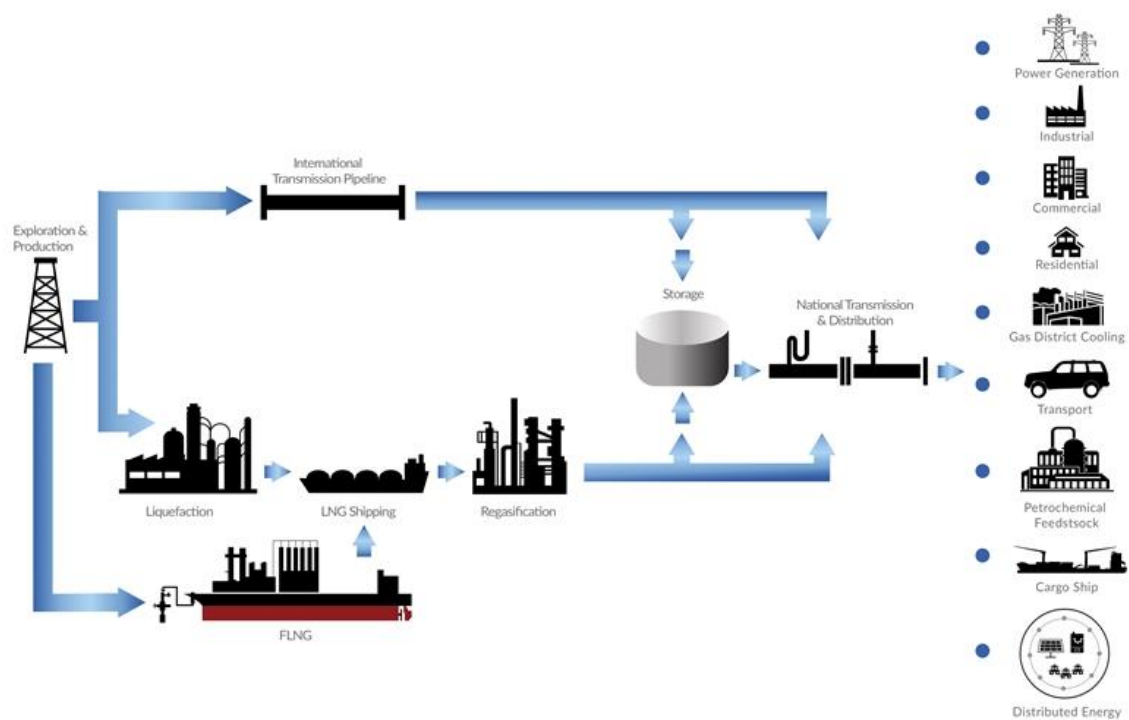 Exploration &
Production
International
Transmission Pipeline
Storage
National Transmission
& Distribution
Liquefaction
LNG Shipping
Regasification
FLNG
Power Generation
Industrial
Commercial
Residential
Gas District Cooling
Transport
Petrochemical
Feedstsock
Cargo Ship
Distributed Energy